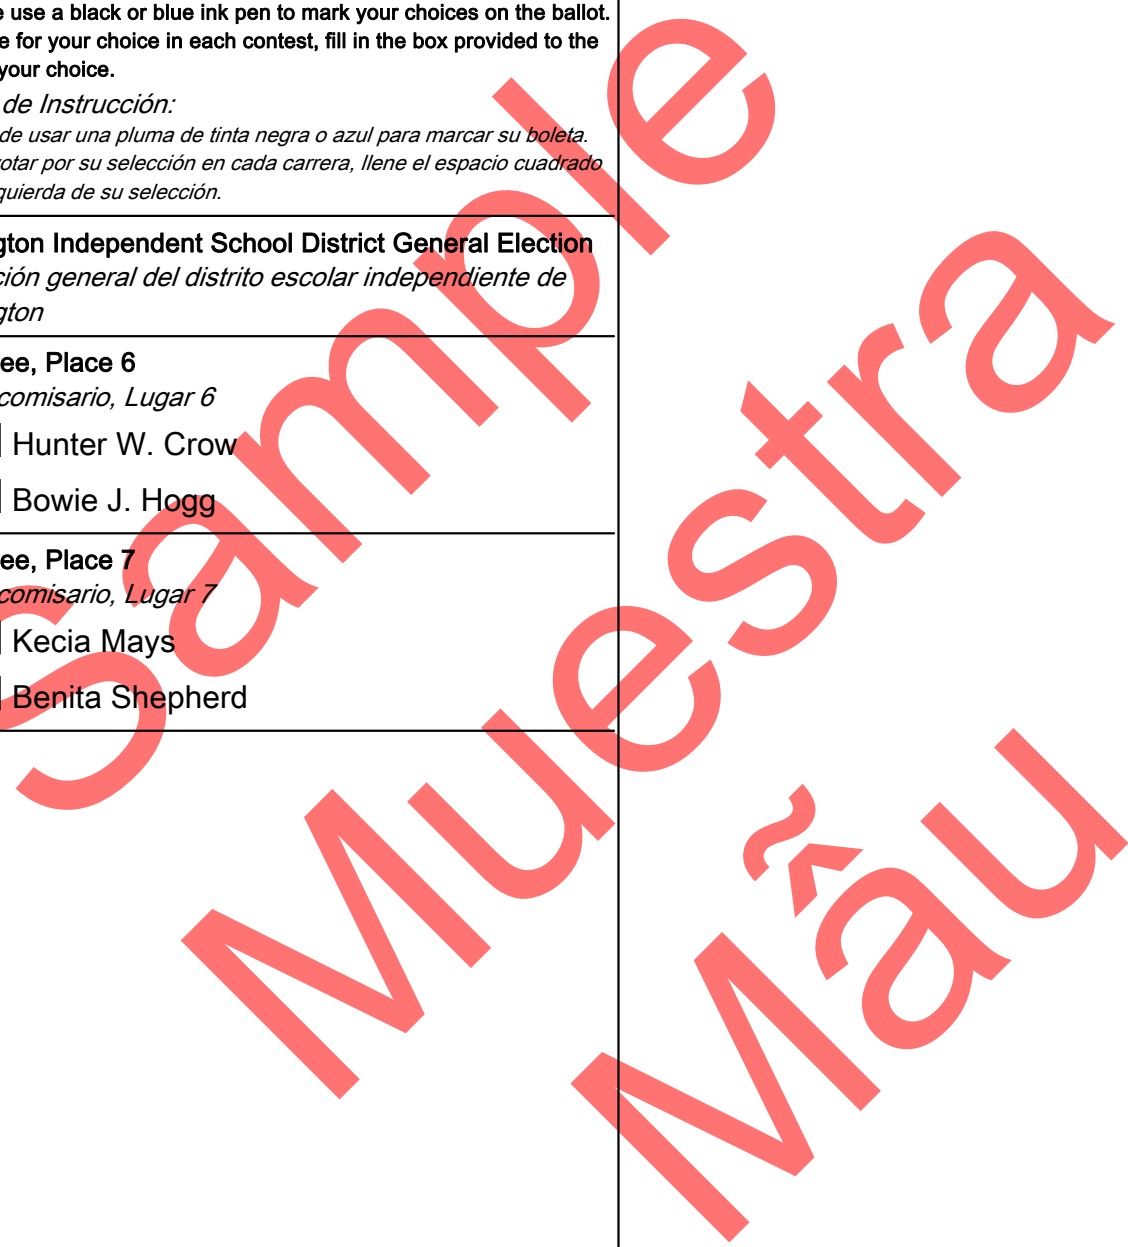 use a black or blue ink pen to mark your choices on the ballot.
for your choice in each contest, fill in the box provided to the
your choice.
de Instrucción:
de usar una pluma de tinta negra o azul para marcar su boleta.
otar por su selección en cada carrera, llene el espacio cuadrado
quierda de su selección.
gton Independent School District General Election
ción general del distrito escolar independiente de
gton
ee, Place 6
comisario, Lugar 6
Hunter W. Crow
Bowie J. Hogg
ee, Place 7
comisario, Lugar 7
Kecia Mays
Benita Shepherd
Sample
Muestra
Mẫu